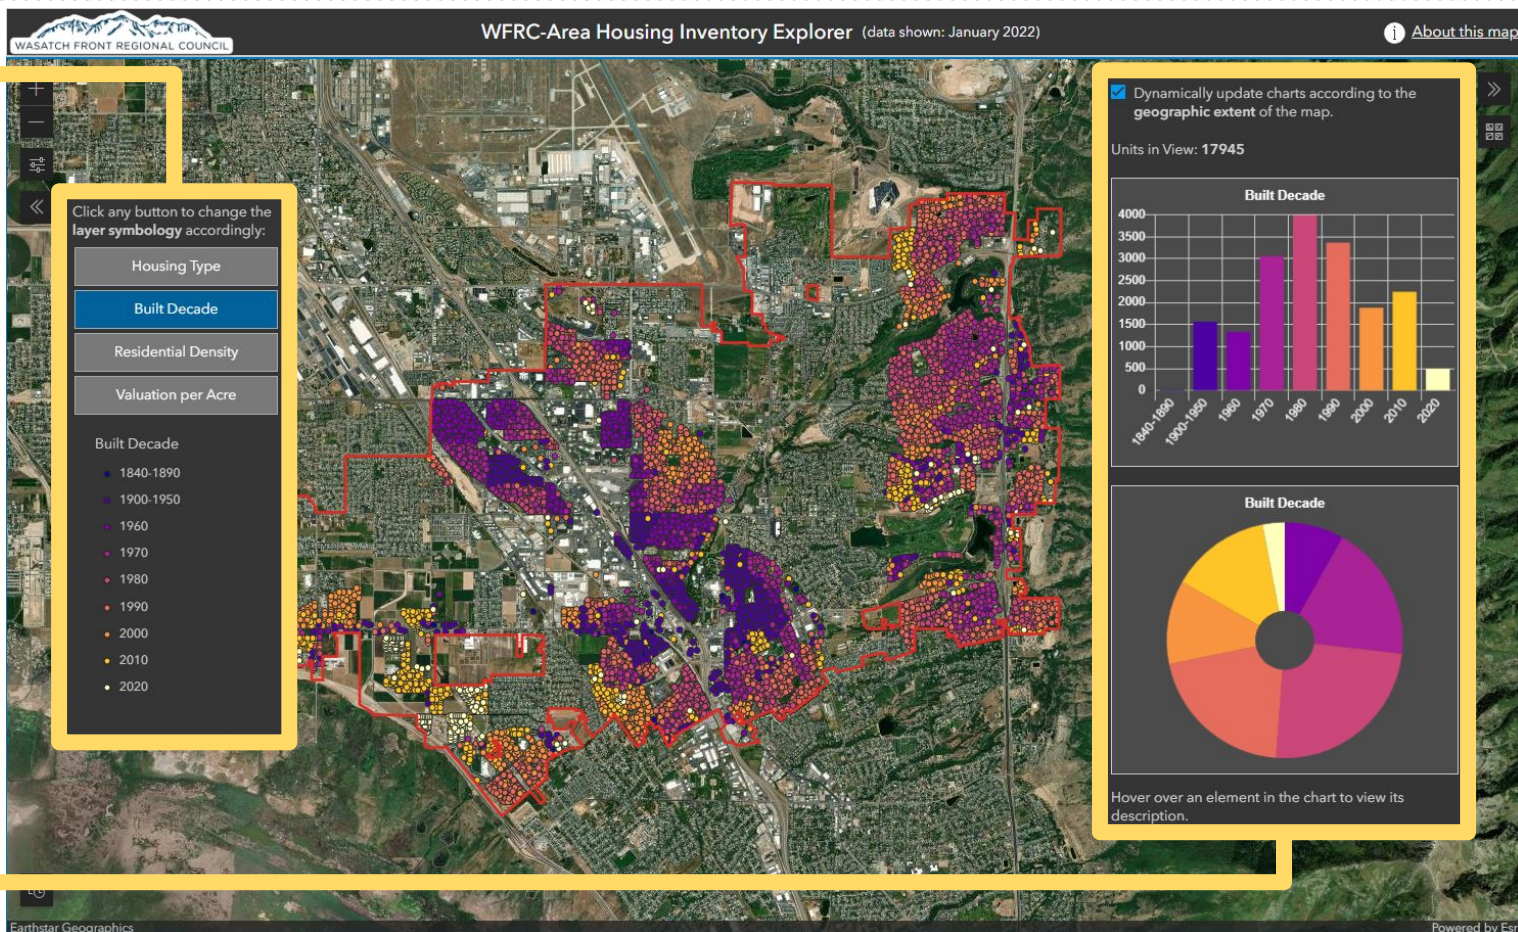 WASATCH FRONT REGIONAL COUNCIL
WFRC-Area Housing Inventory Explorer (data shown: January 2022)
i About this map
Click any button to change the
layer symbology accordingly:
Housing Type
Built Decade
Residential Density
Valuation per Acre
Built Decade
1840-1890
1900-1950
1960
1970
1980
1990
2000
2010
2020
Dynamically update charts according to the
geographic extent of the map.
Units in View: 17945
Built Decade
4000
3500
3000
2500
2000
1500
1000
500
0
1840-1890
1900-1950
1960
1970
1980
1990
2000
2010
2020
Built Decade
Hover over an element in the chart to view its
description.
Earthstar Geographics
Powered by Esr